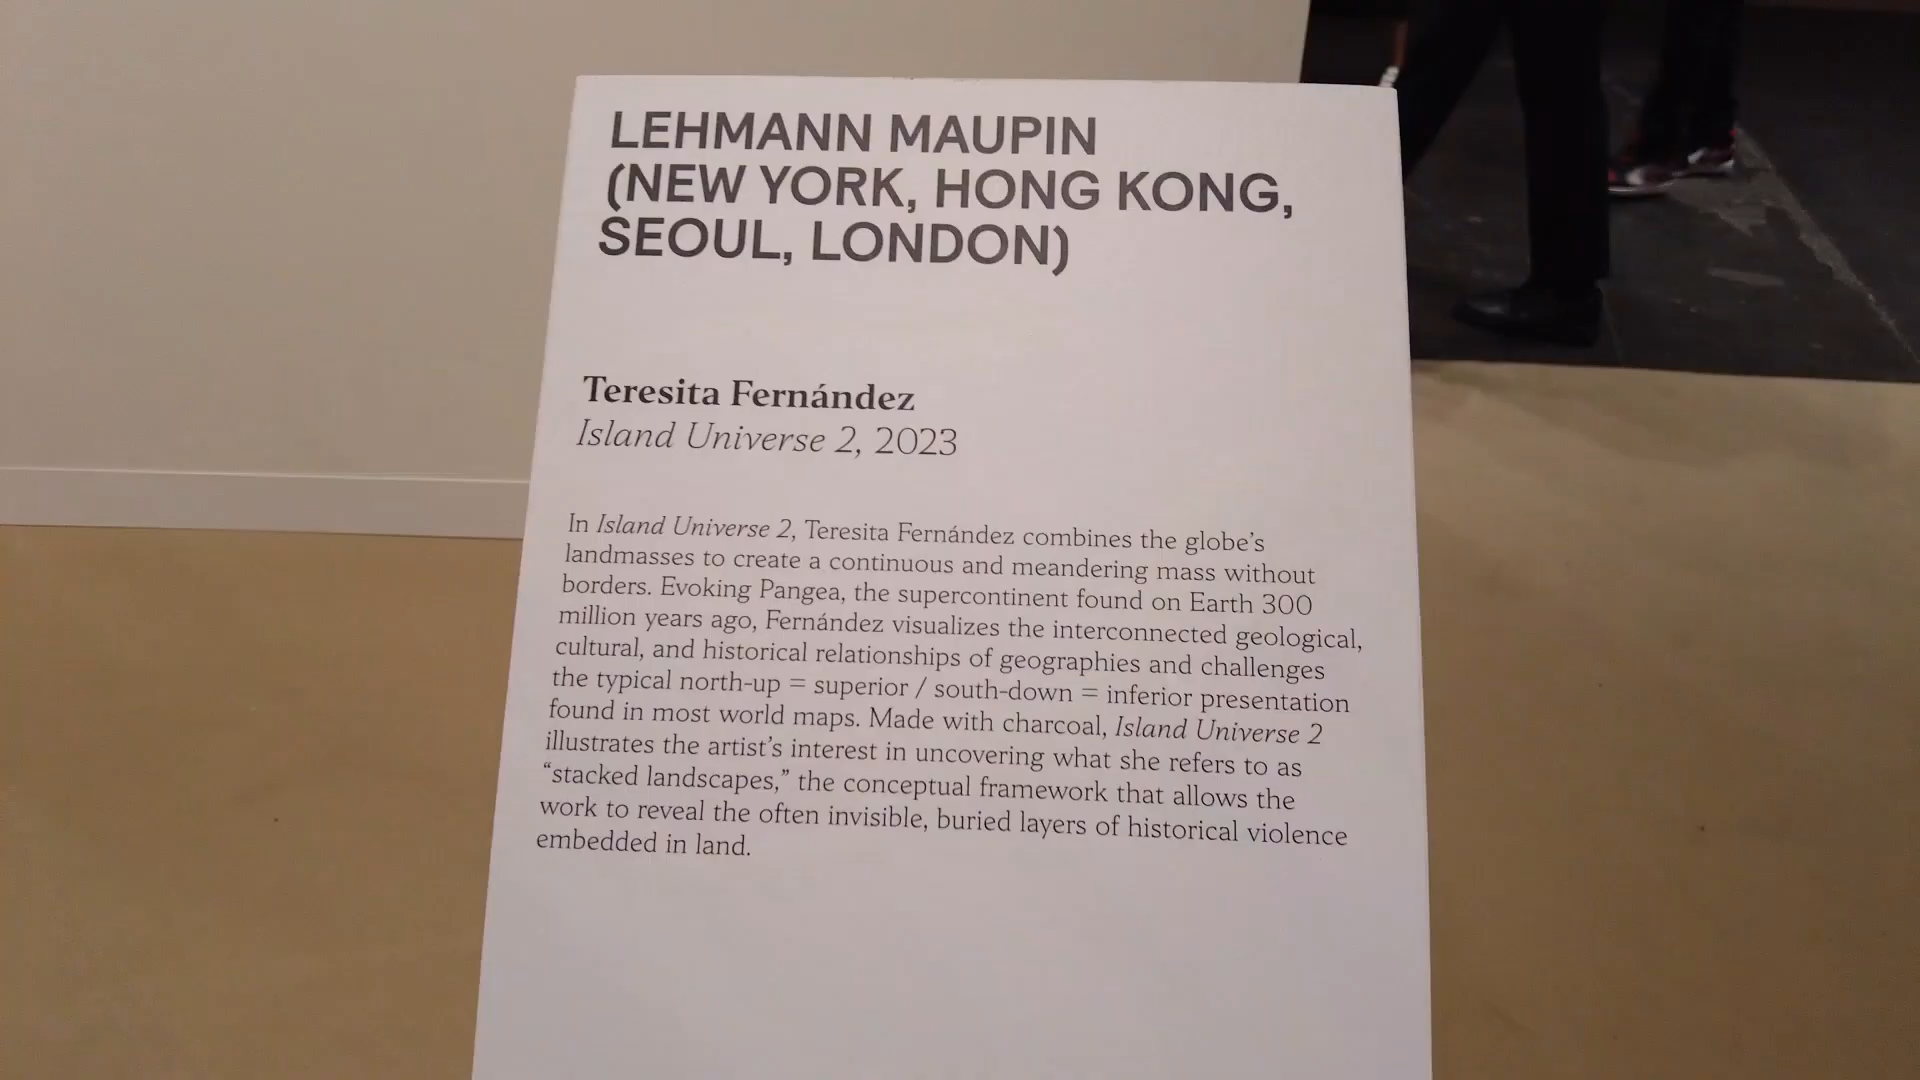 LEHMANN MAUPIN
(NEW YORK, HONG KONG,
SEOUL, LONDON)
Teresita Fernández
Island Universe 2, 2023
In Island Universe 2, Teresita Fernández combines the globe’s
landmasses to create a continuous and meandering mass without
borders. Evoking Pangea, the supercontinent found on Earth 300
million years ago, Fernández visualizes the interconnected geological,
cultural, and historical relationships of geographies and challenges
the typical north-up = superior / south-down = inferior presentation
found in most world maps. Made with charcoal, Island Universe 2
illustrates the artist’s interest in uncovering what she refers to as
“stacked landscapes,” the conceptual framework that allows the
work to reveal the often invisible, buried layers of historical violence
embedded in land.